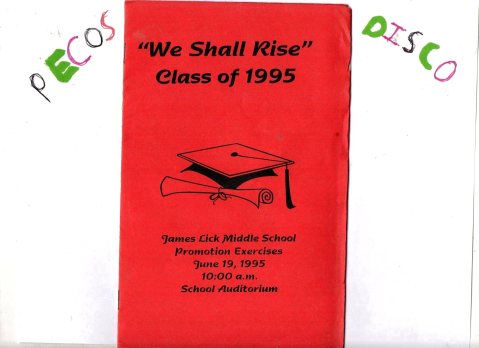 PECOS
DISCO
"We Shall Rise"
Class of 1995
James Lick Middle School
Promotion Exercises
June 19, 1995
10:00 a.m.
School Auditorium